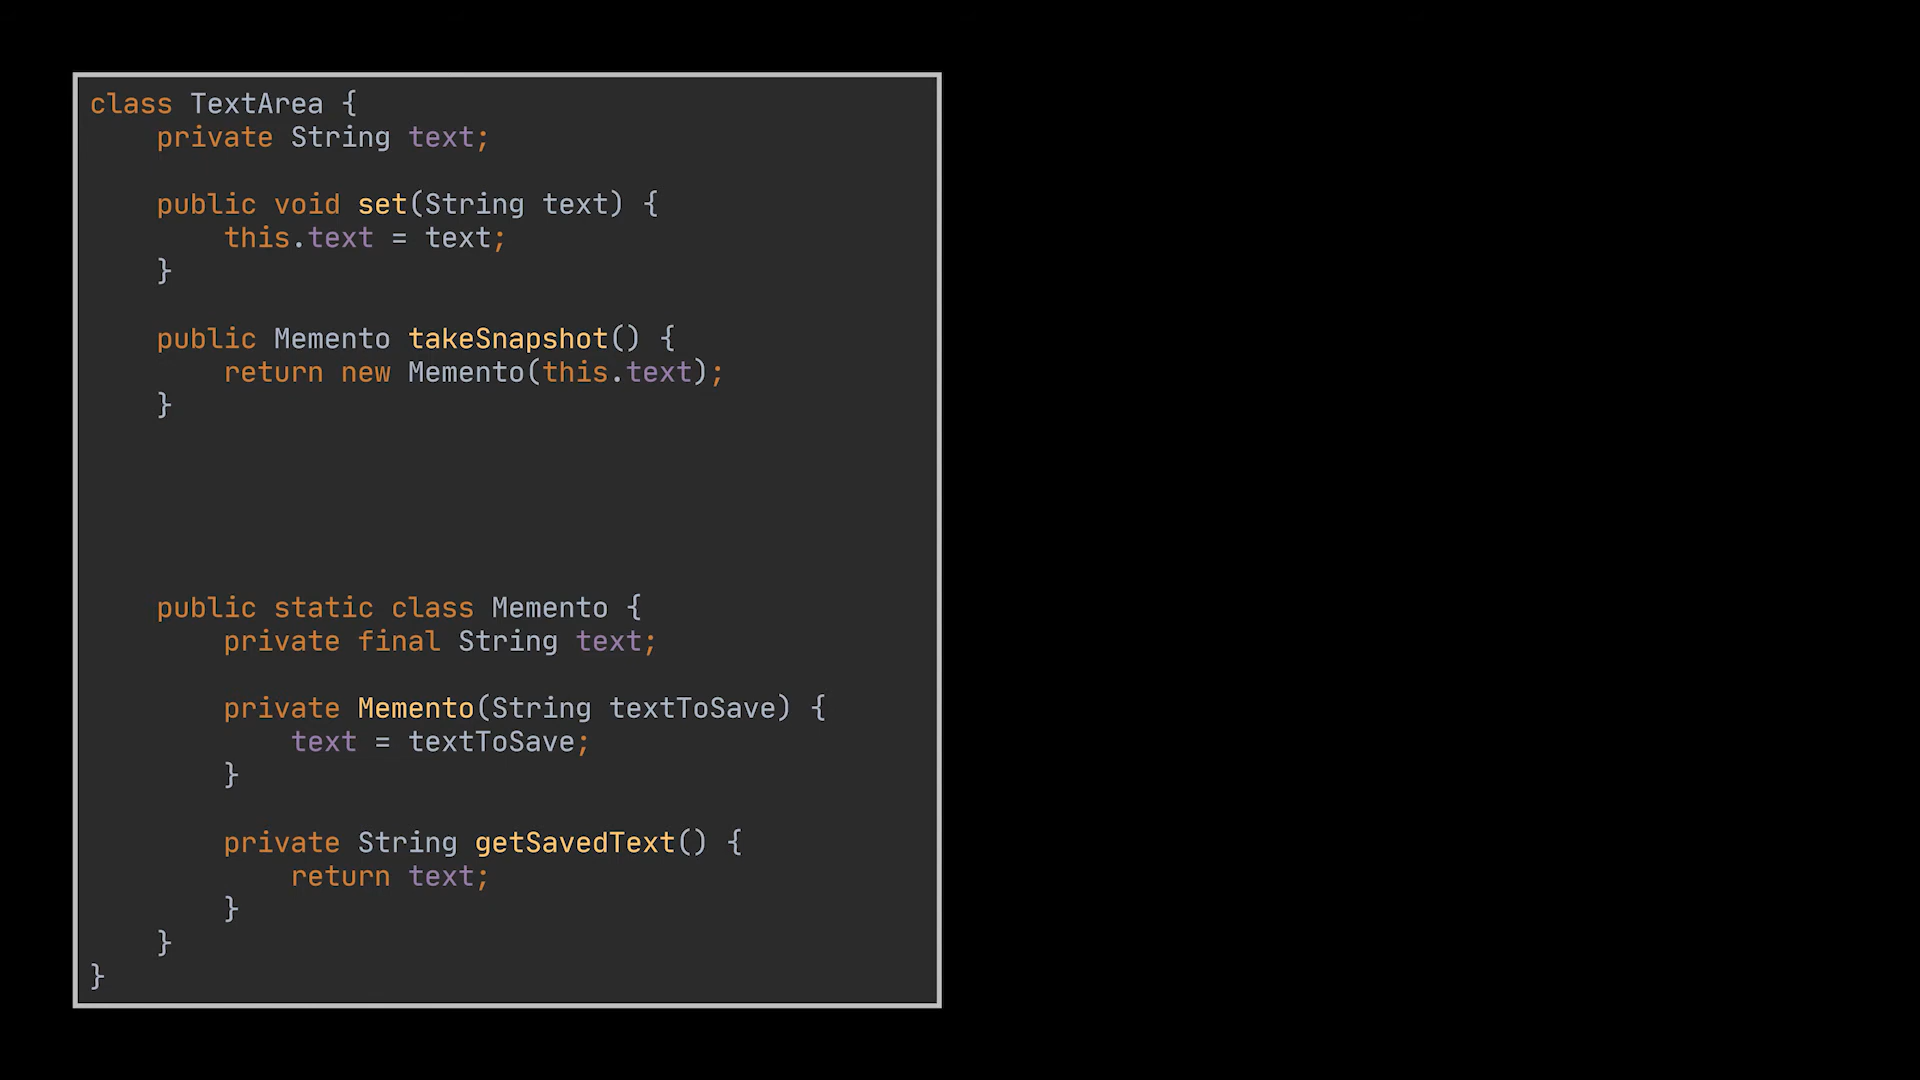 class TextArea {
    private String text;

    public void set(String text) {
        this.text = text;
    }

    public Memento takeSnapshot() {
        return new Memento(this.text);
    }

    public static class Memento {
        private final String text;

        private Memento(String textToSave) {
            text = textToSave;
        }

        private String getSavedText() {
            return text;
        }
    }
}